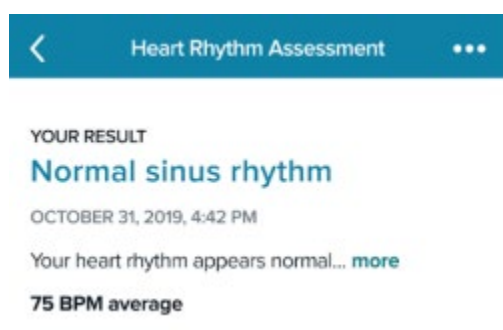 Heart Rhythm Assessment
YOUR RESULT
Normal sinus rhythm
OCTOBER 31, 2019, 4:42 PM
Your heart rhythm appears normal... more
75 BPM average